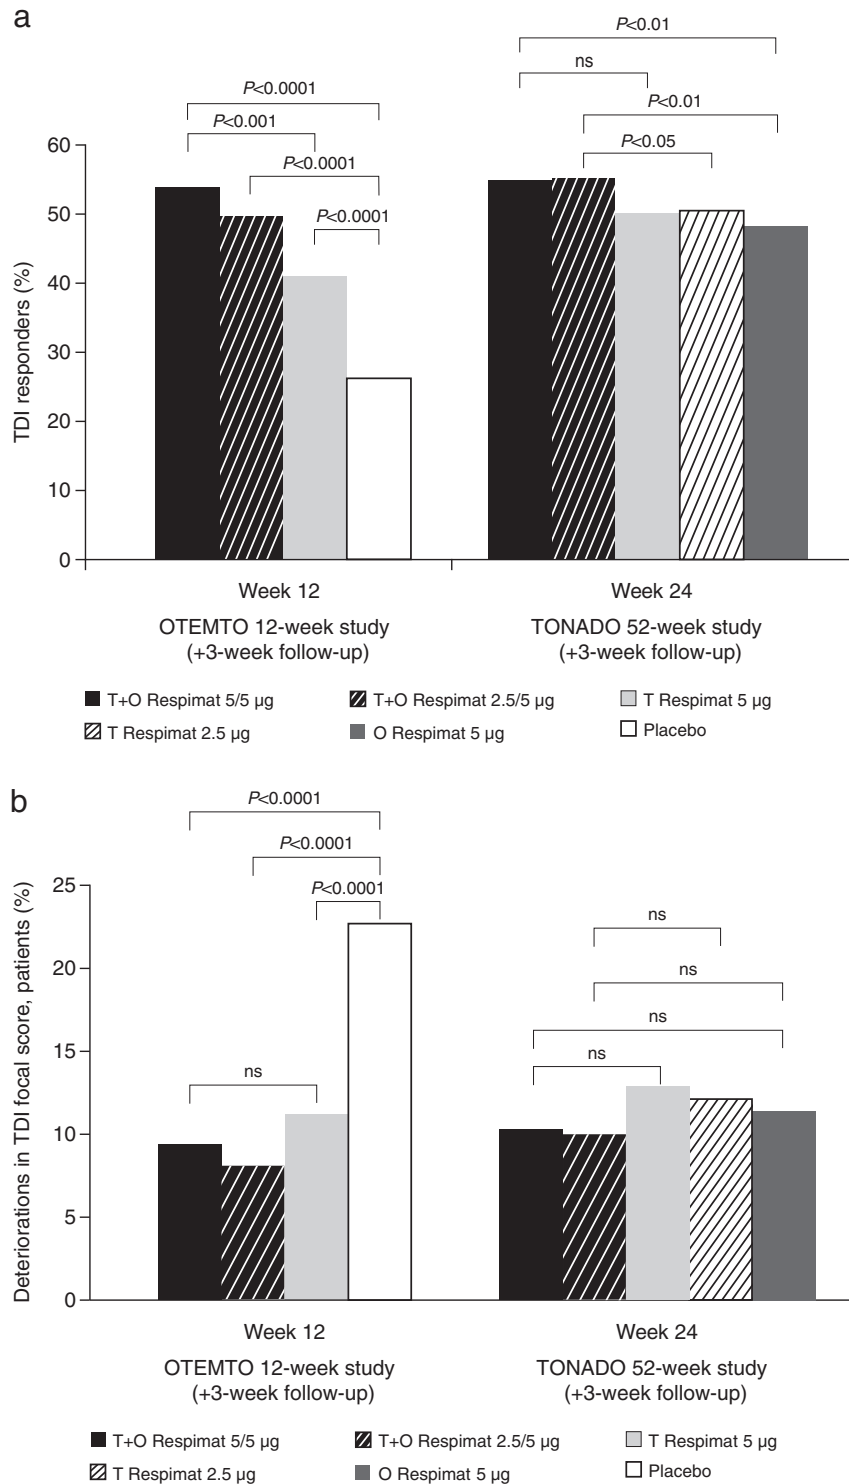 a
P<0.01
ns
P<0.0001
P<0.01
P<0.001
P<0.05
P<0.0001
P<0.0001
TDI responders (%)
60
50
40
30
20
10
0
Week 12
Week 24
OTEMTO 12-week study
(+3-week follow-up)
TONADO 52-week study
(+3-week follow-up)
T+O Respimat 5/5 µg
T+O Respimat 2.5/5 µg
T Respimat 5 µg
T Respimat 2.5 µg
O Respimat 5 µg
Placebo
b
P<0.0001
P<0.0001
P<0.0001
ns
ns
ns
ns
ns
Deteriorations in TDI focal score, patients (%)
25
20
15
10
5
0
Week 12
Week 24
OTEMTO 12-week study
(+3-week follow-up)
TONADO 52-week study
(+3-week follow-up)
T+O Respimat 5/5 µg
T+O Respimat 2.5/5 µg
T Respimat 5 µg
T Respimat 2.5 µg
O Respimat 5 µg
Placebo